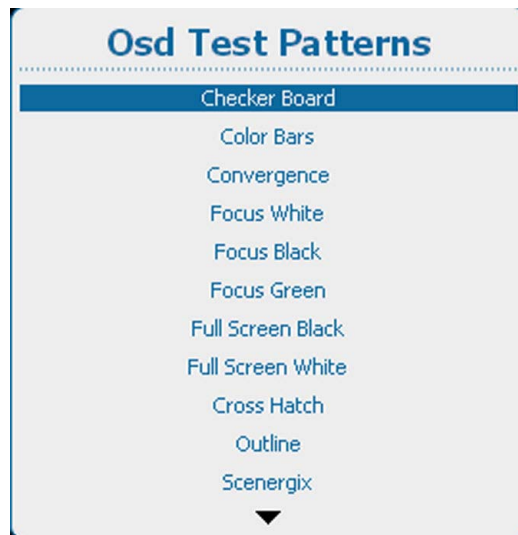 Osd Test Patterns
Checker Board
Color Bars
Convergence
Focus White
Focus Black
Focus Green
Full Screen Black
Full Screen White
Cross Hatch
Outline
Scenergix